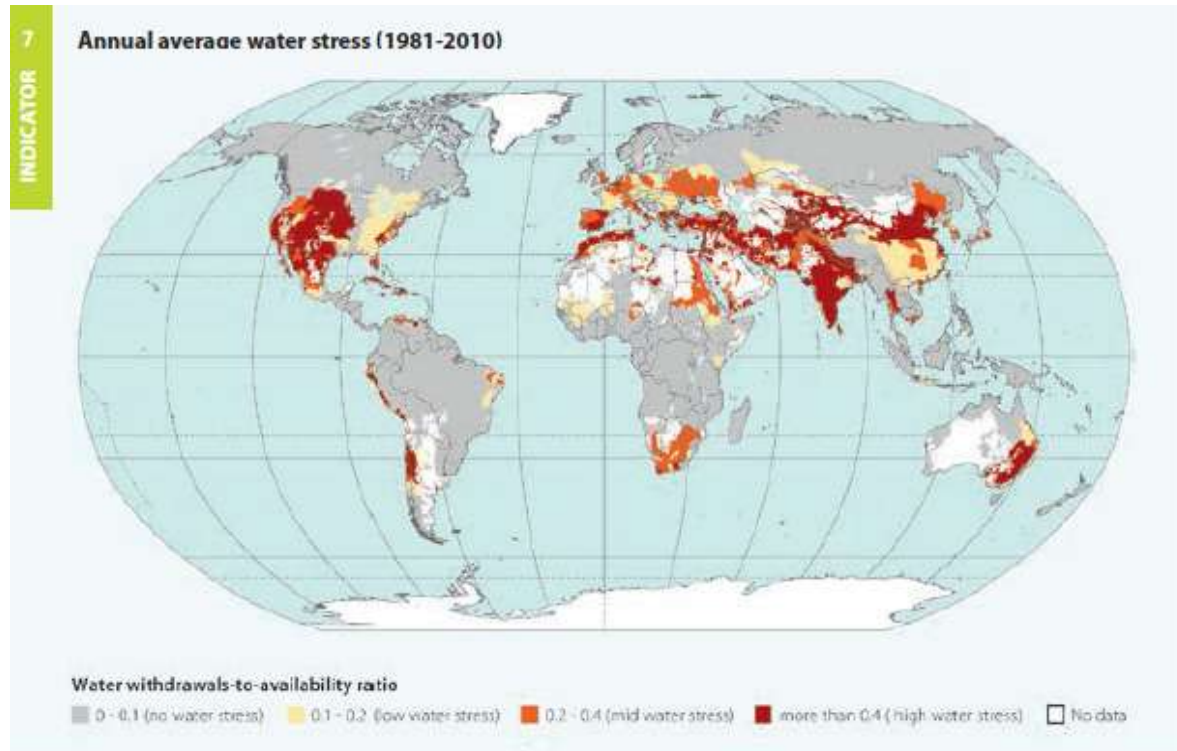 7
INDICATOR
Annual average water stress (1981-2010)
Water withdrawals-to-availability ratio
0 - 0.1 (no water stress)
0.1 - 0.2 (low water stress)
0.2 - 0.4 (mid water stress)
more than 0.4 ( high water stress)
No data